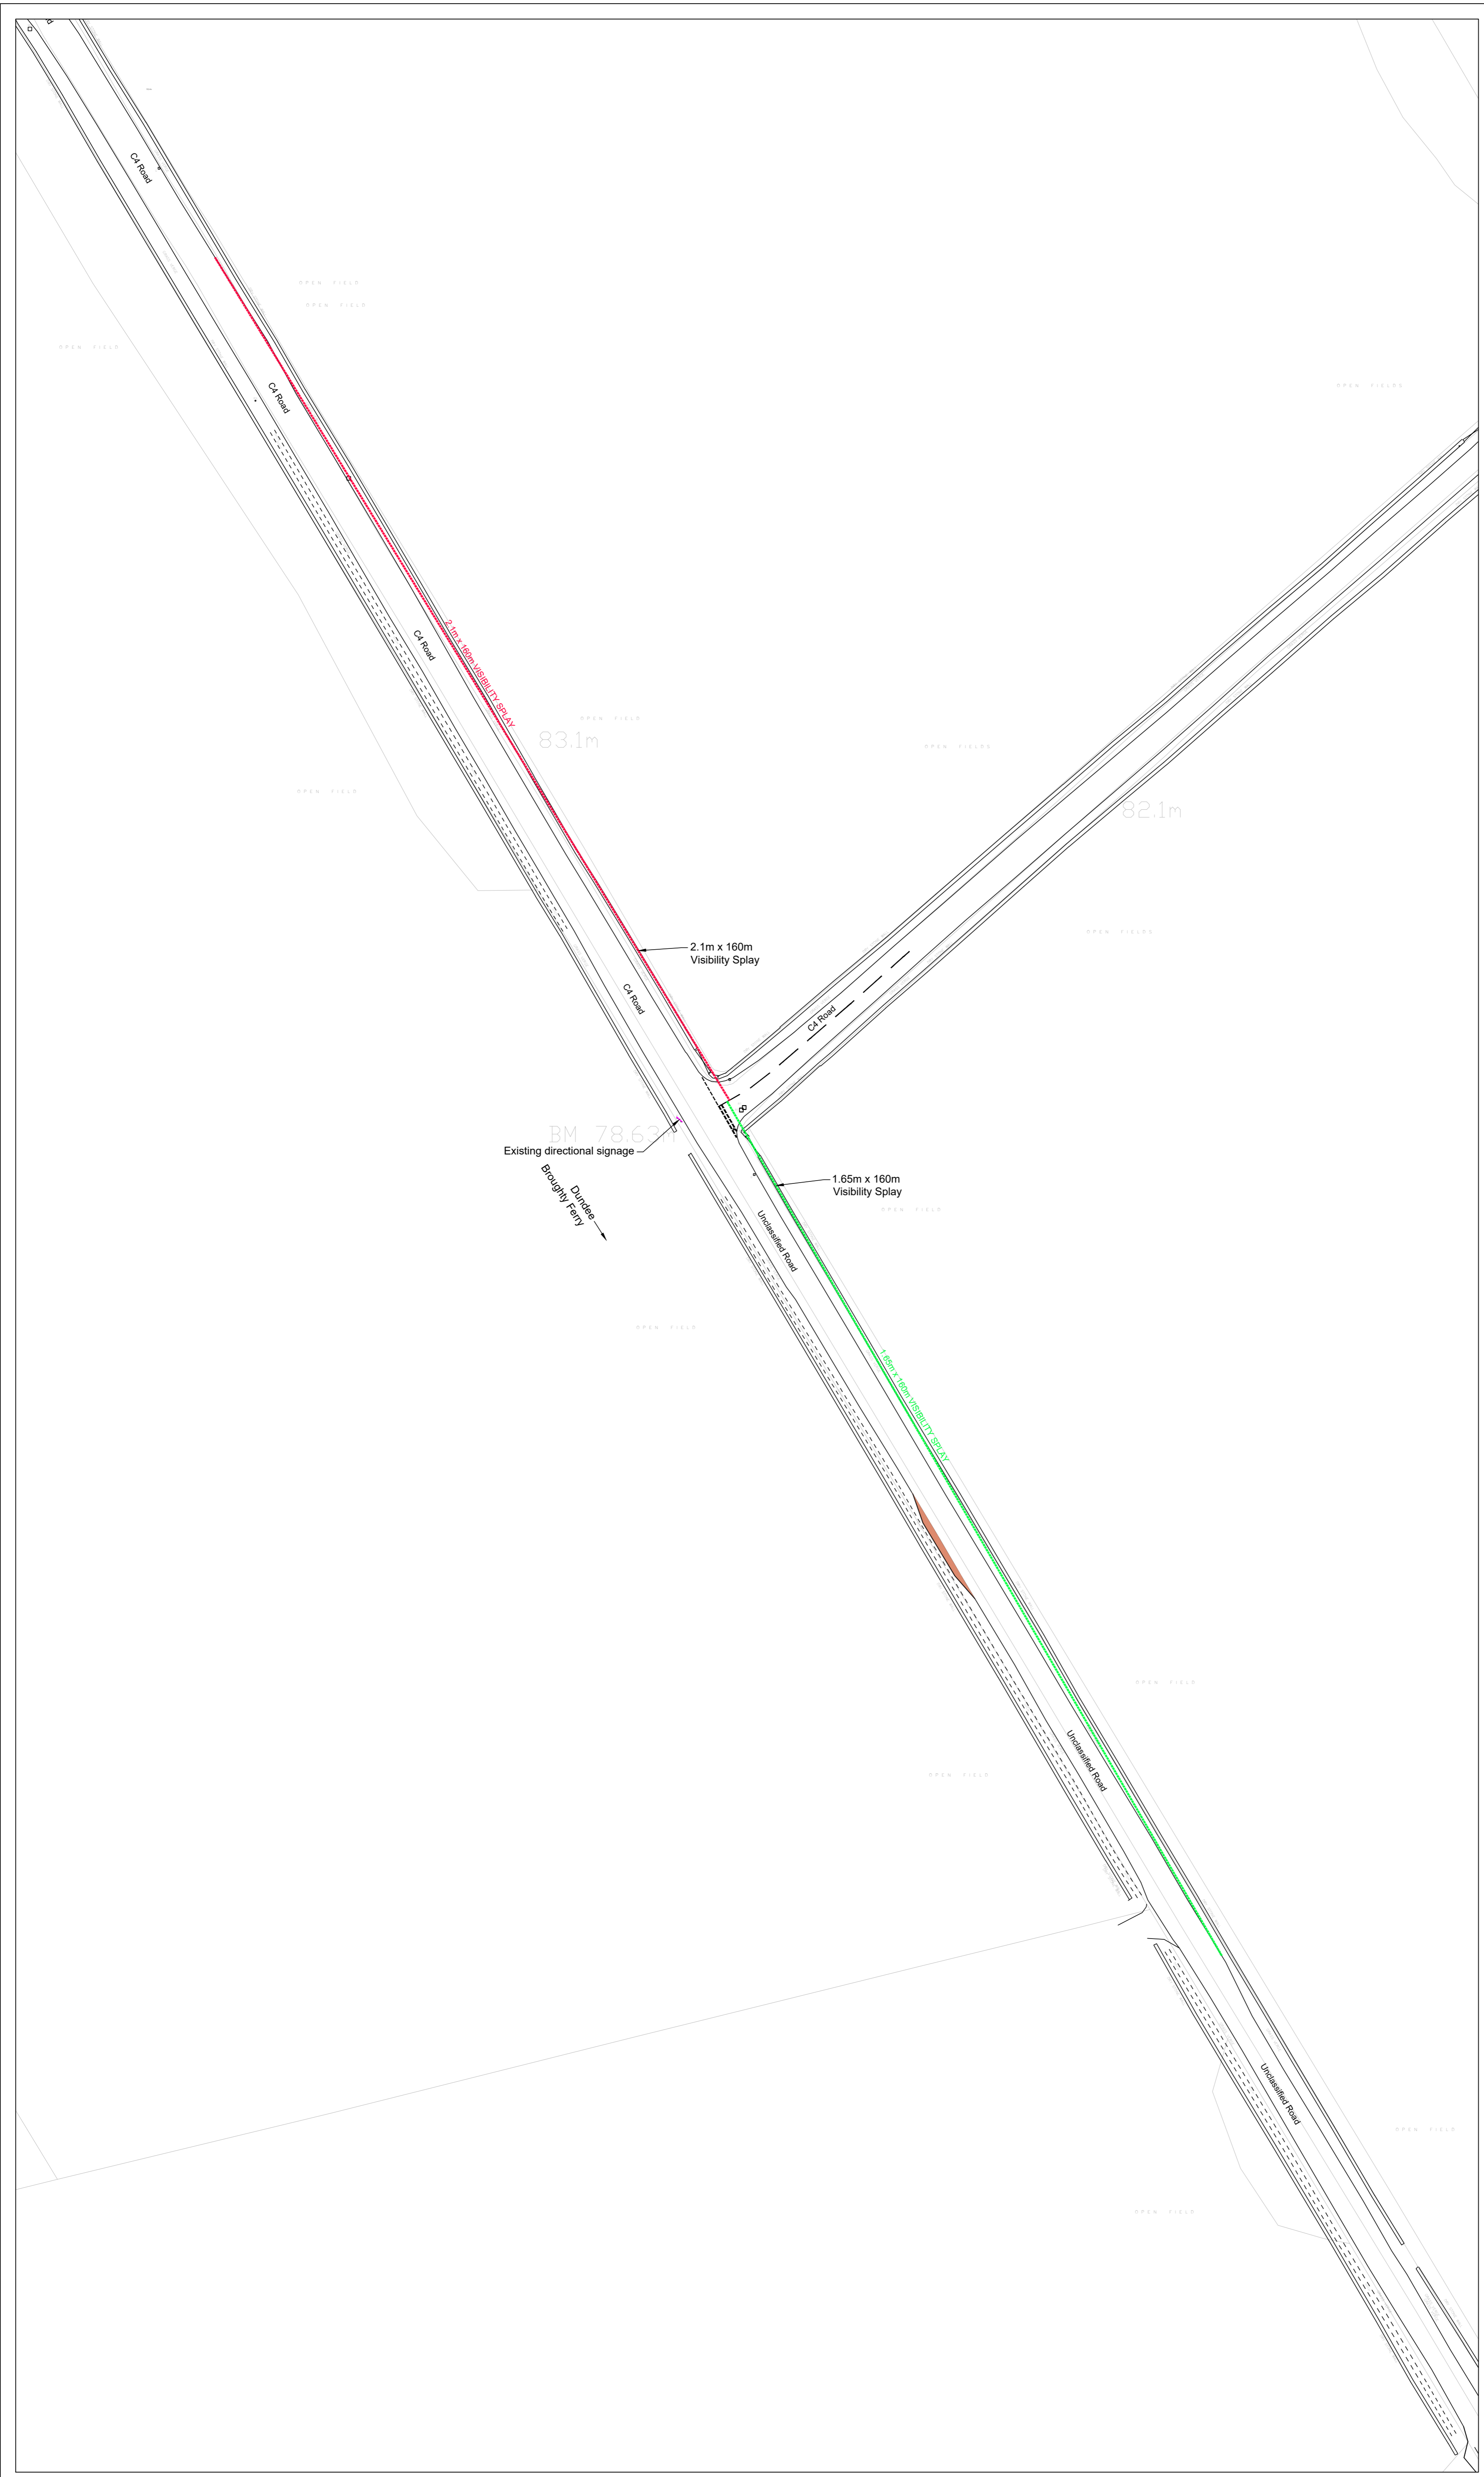 C4 Road
OPEN FIELD
OPEN FIELD
OPEN FIELD
C4 Road
OPEN FIELDS
2.1m x 160m VISIBILITY SPLAY
C4 Road
OPEN FIELD
83.1m
OPEN FIELDS
OPEN FIELD
82.1m
OPEN FIELDS
2.1m x 160m
Visibility Splay
C4 Road
C4 Road
BM 78.63m
Existing directional signage
1.65m x 160m
Visibility Splay
Dundee
Broughty Ferry
OPEN FIELD
Unclassified Road
OPEN FIELD
1.65m x 160m VISIBILITY SPLAY
OPEN FIELD
Unclassified Road
OPEN FIELD
Unclassified Road
OPEN FIELD
OPEN FIELD